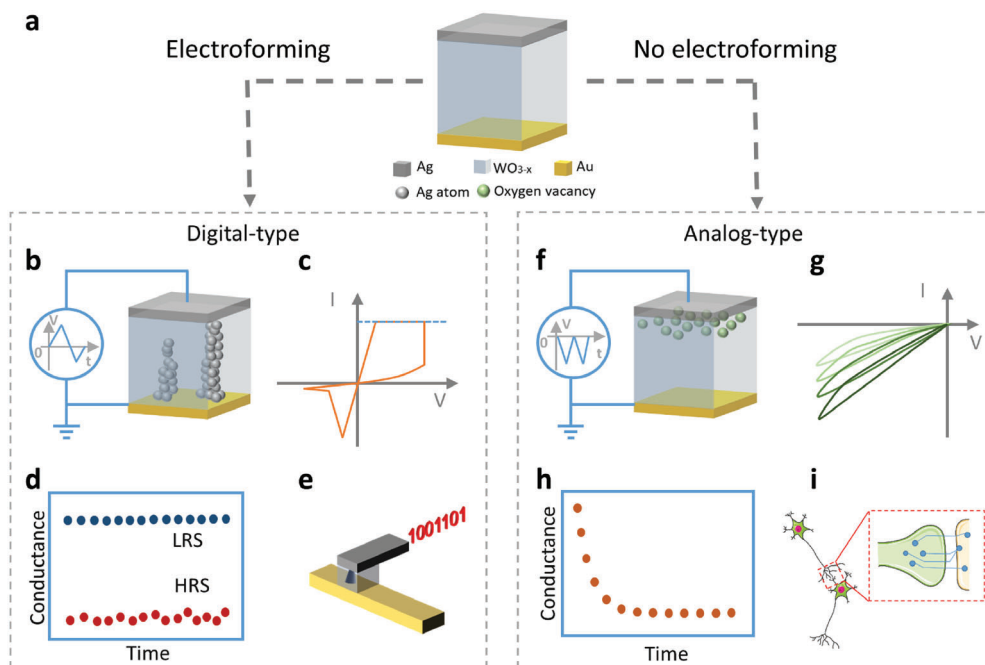 a
Electroforming
No electroforming
Ag
WO3-x
Au
Ag atom
Oxygen vacancy
Digital-type
b
V
0
t
c
I
V
d
Conductance
LRS
HRS
Time
e
1001101
Analog-type
f
V
0
t
g
I
V
h
Conductance
Time
i